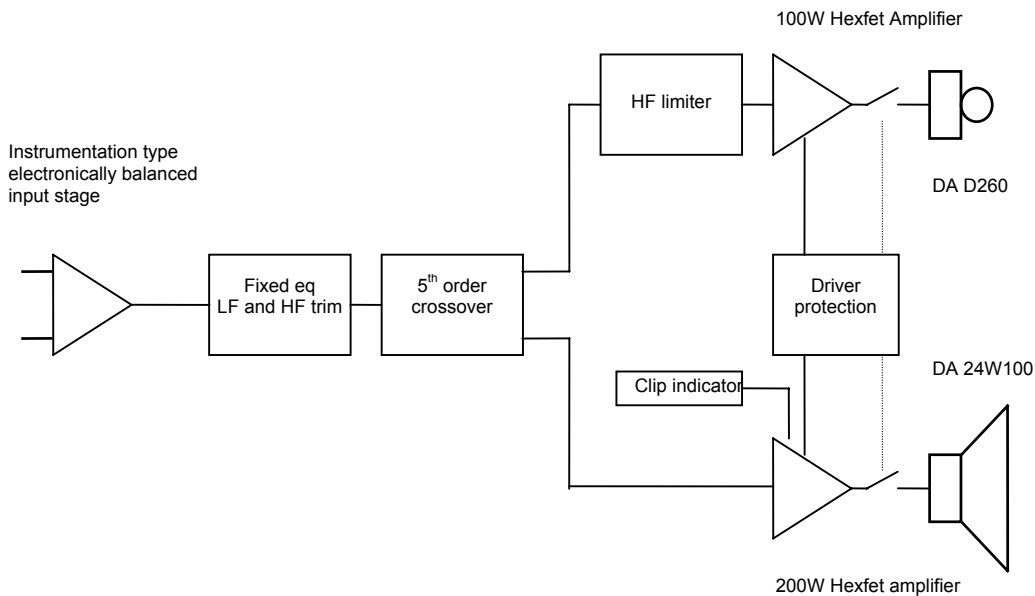 100W Hexfet Amplifier
HF limiter
Instrumentation type
electronically balanced
input stage
DA D260
Fixed eq
LF and HF trim
5th order
crossover
Driver
protection
DA 24W100
Clip indicator
200W Hexfet amplifier